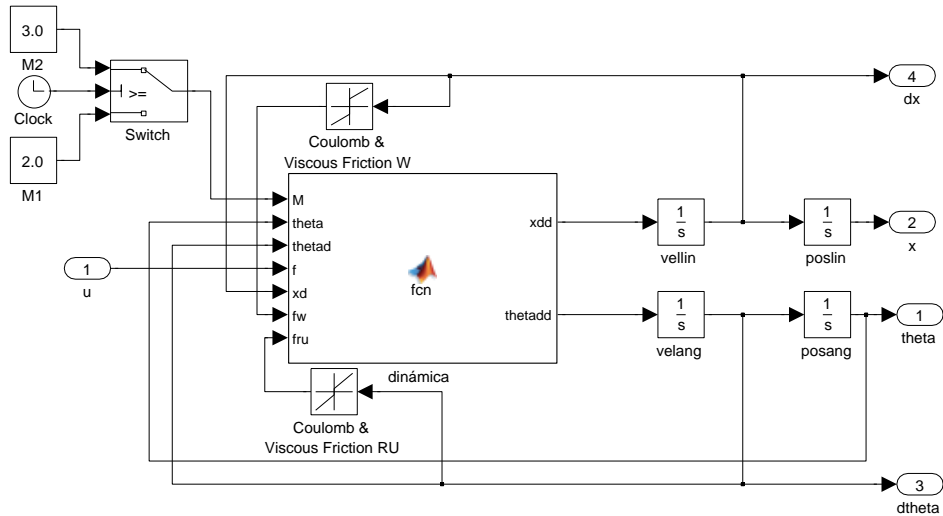 3.0
M2
Clock
>=
Switch
2.0
M1
Coulomb &
Viscous Friction W
4
dx
M
theta
thetad
f
xd
fw
fru
fcn
xdd
thetadd
dinámica
1
u
1
s
vellin
1
s
poslin
2
x
1
s
velang
1
s
posang
1
theta
Coulomb &
Viscous Friction RU
3
dtheta